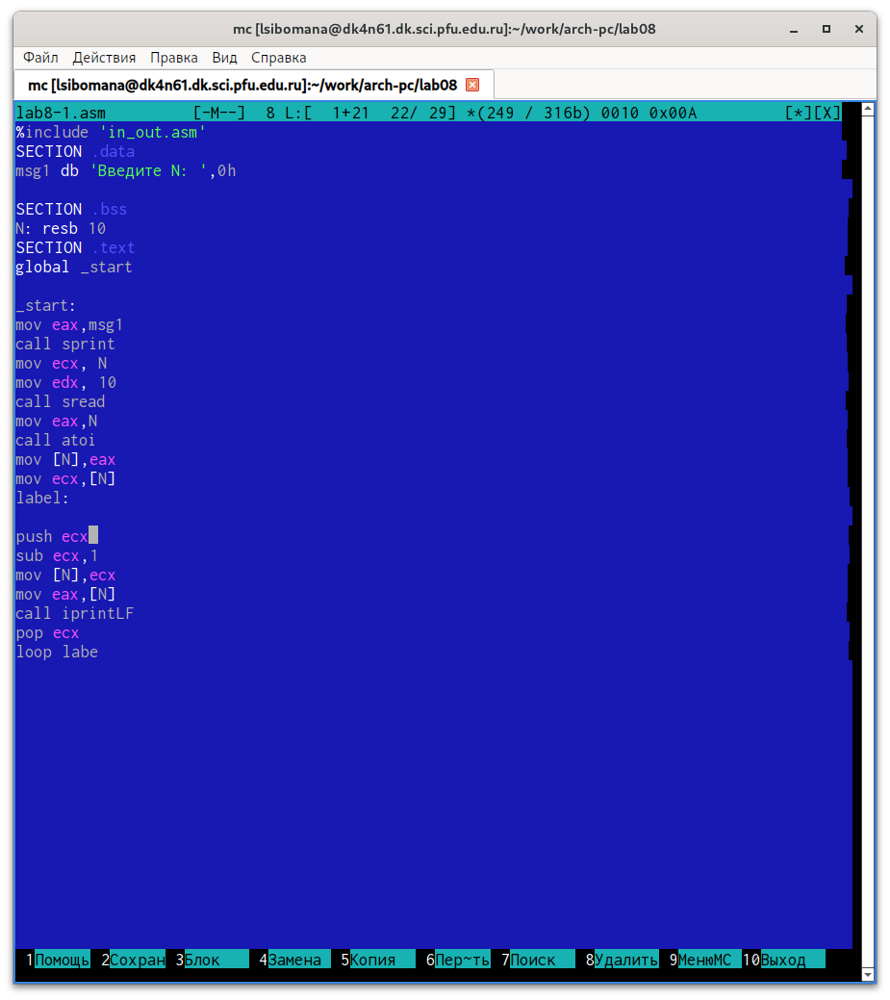 mc [lsibomana@dk4n61.dk.sci.pfu.edu.ru]:~/work/arch-pc/lab08
Файл Действия Правка Вид Справка
mc [lsibomana@dk4n61.dk.sci.pfu.edu.ru]:~/work/arch-pc/lab08
lab8-1.asm [-M--] 8 L:[ 1+21 22/ 29] *(249 / 316b) 0010 0x00A [*][X]
%include 'in_out.asm'
SECTION .data
msg1 db 'Введите N: ',0h
SECTION .bss
N: resb 10
SECTION .text
global _start
_start:
mov eax,msg1
call sprint
mov ecx, N
mov edx, 10
call sread
mov eax,N
call atoi
mov [N],eax
mov ecx,[N]
label:
push ecx
sub ecx,1
mov [N],ecx
mov eax,[N]
call iprintLF
pop ecx
loop labe
1Помощь 2Сохран 3Блок 4Замена 5Копия 6Пер~ть 7Поиск 8Удалить 9МенюMC 10Выход